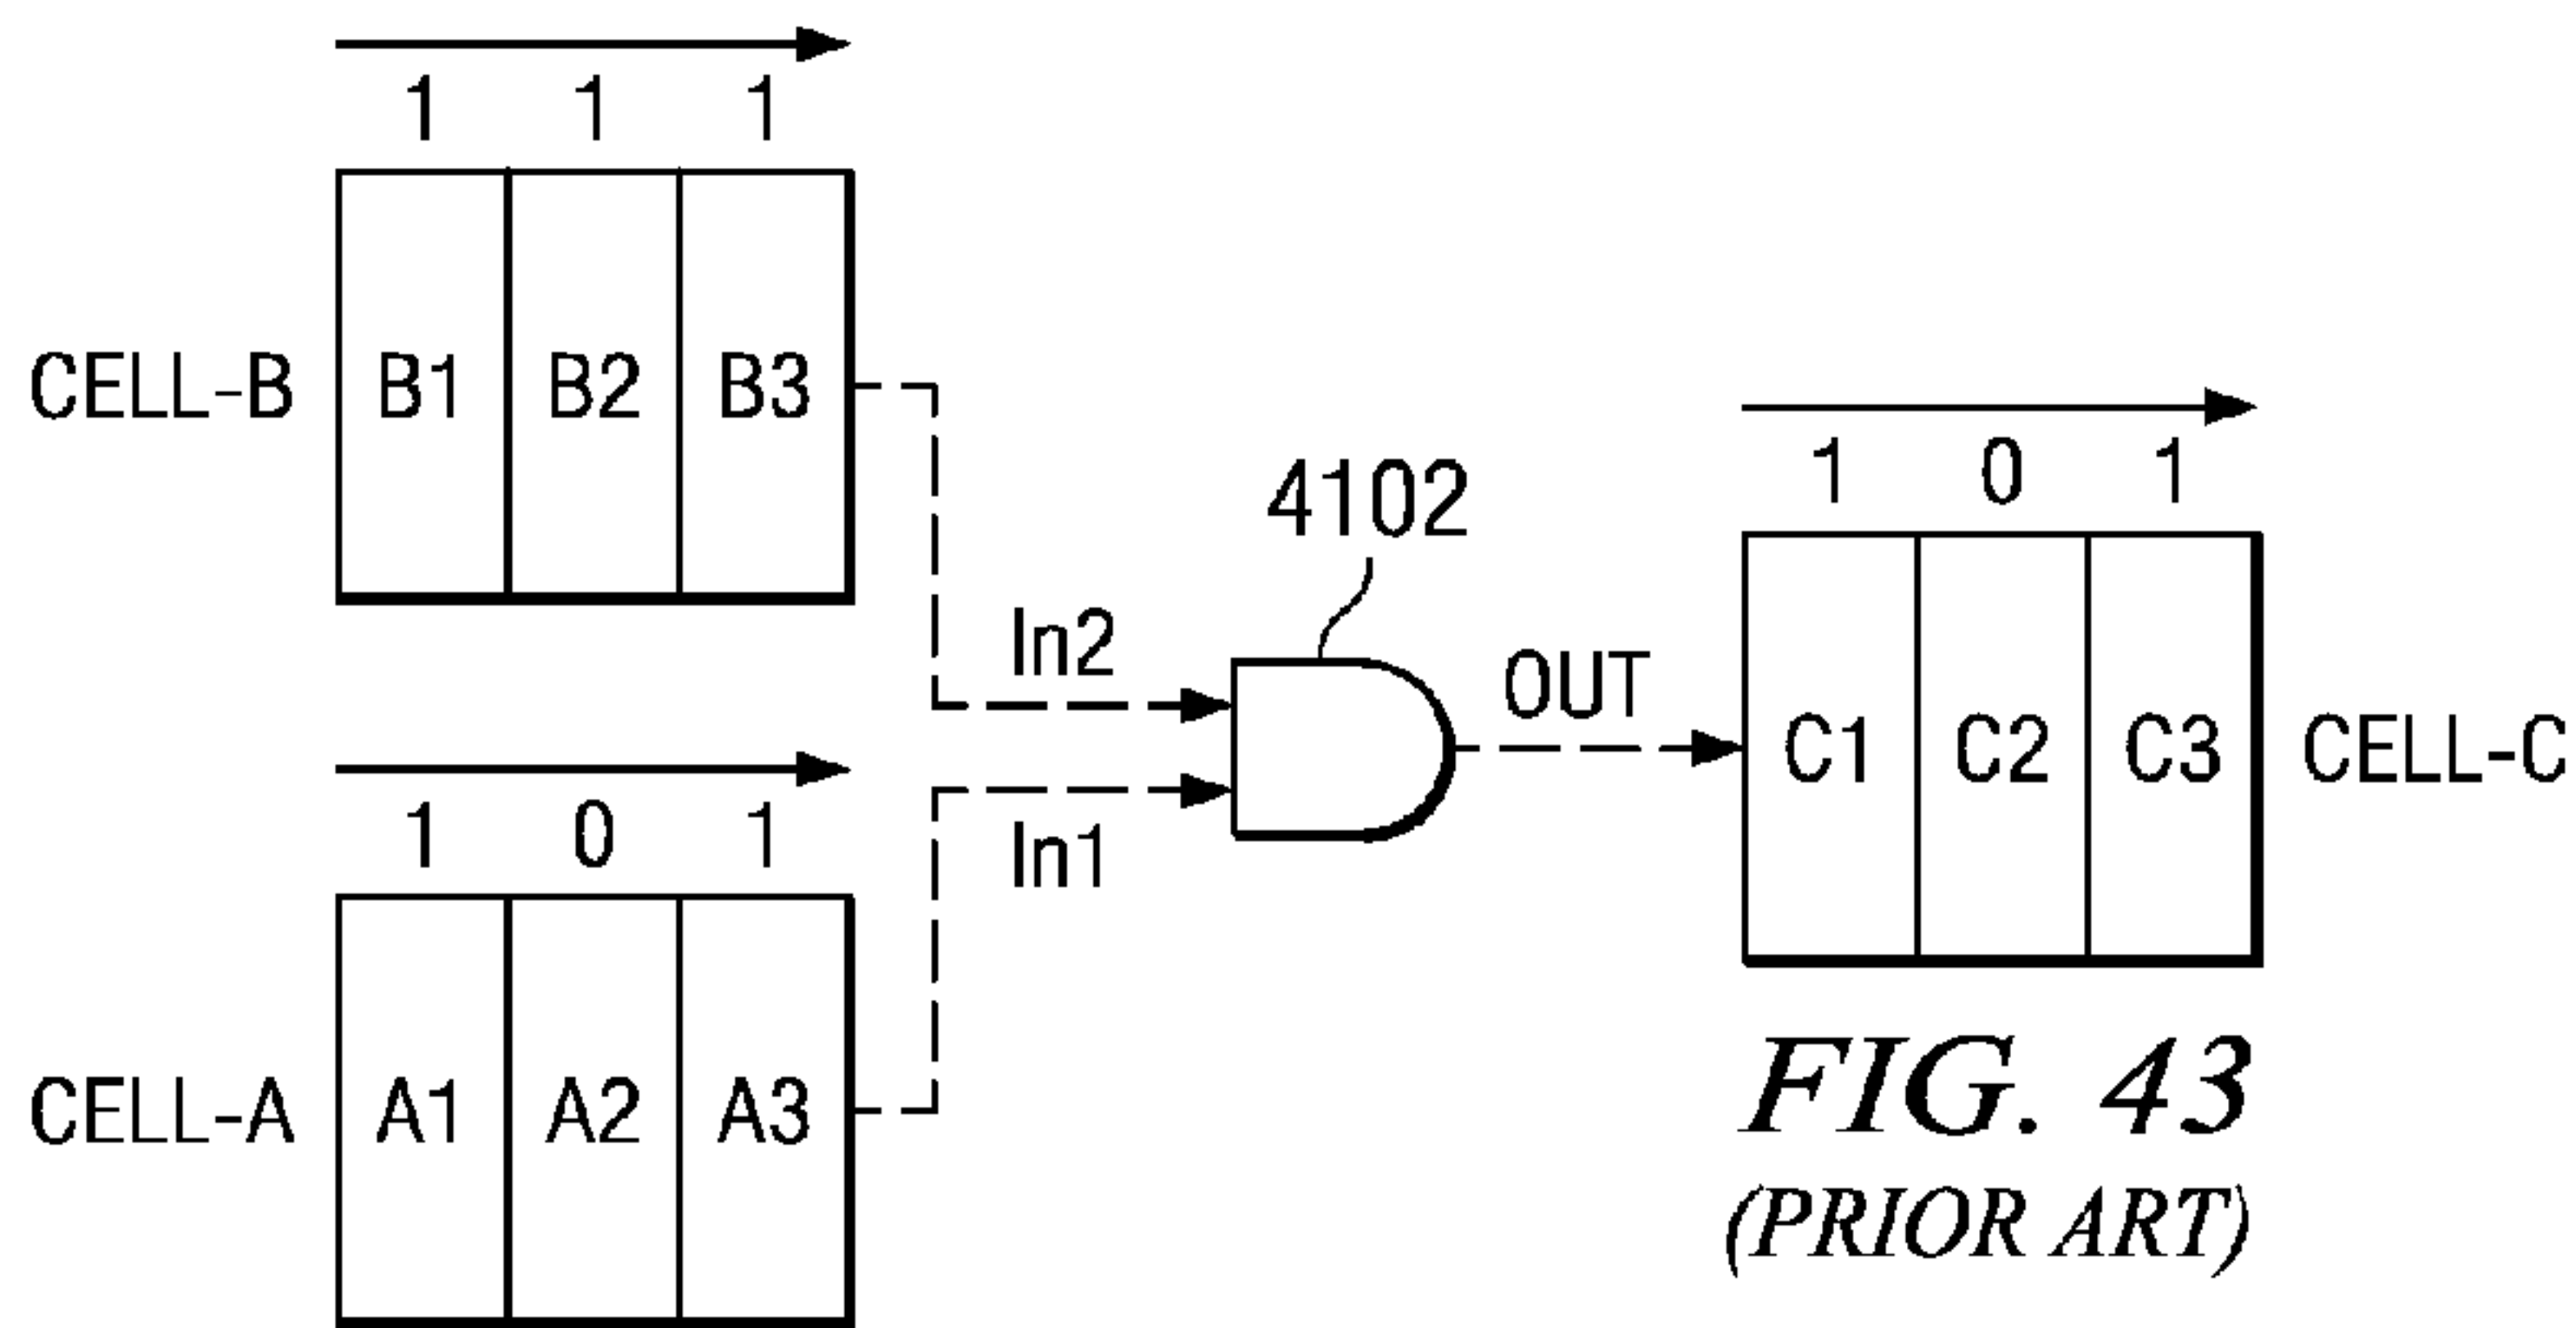 1 1 1
CELL-B B1 B2 B3
4102
In2
OUT
1 0 1
C1 C2 C3 CELL-C
1 0 1
In1
CELL-A A1 A2 A3
FIG. 43
(PRIOR ART)